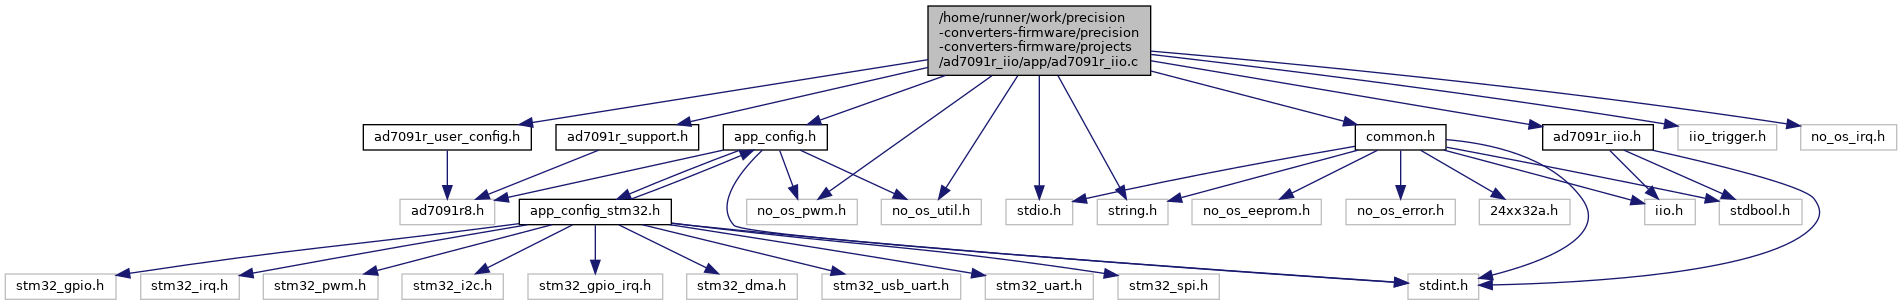 /home/runner/work/precision
-converters-firmware/precision
-converters-firmware/projects
/ad7091r_iio/app/ad7091r_iio.c
ad7091r_user_config.h
ad7091r_support.h
app_config.h
common.h
ad7091r_iio.h
iio_trigger.h
no_os_irq.h
ad7091r8.h
app_config_stm32.h
no_os_pwm.h
no_os_util.h
stdio.h
string.h
no_os_eeprom.h
no_os_error.h
24xx32a.h
iio.h
stdbool.h
stm32_gpio.h
stm32_irq.h
stm32_pwm.h
stm32_i2c.h
stm32_gpio_irq.h
stm32_dma.h
stm32_usb_uart.h
stm32_uart.h
stm32_spi.h
stdint.h